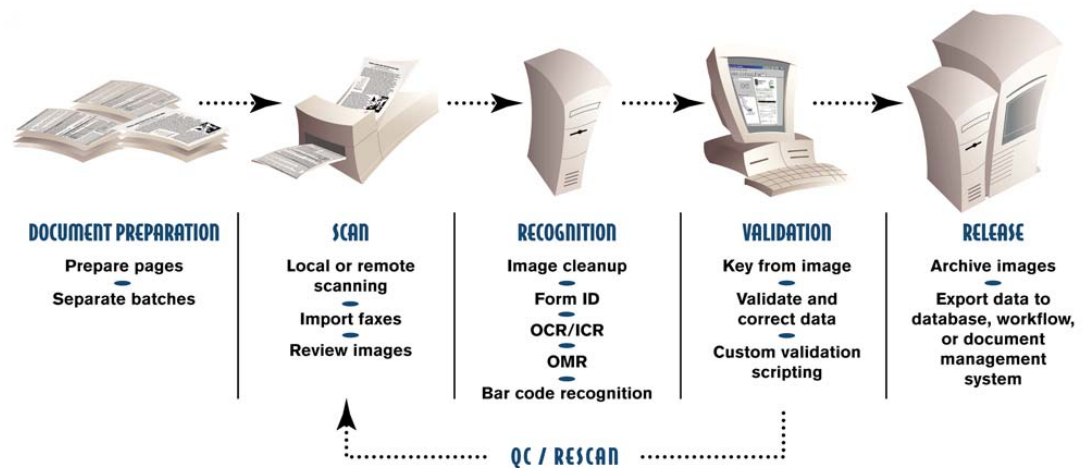 DOCUMENT PREPARATION
Prepare pages
Separate batches
SCAN
Local or remote
scanning
Import faxes
Review images
RECOGNITION
Image cleanup
Form ID
OCR/ICR
OMR
Bar code recognition
VALIDATION
Key from image
Validate and
correct data
Custom validation
scripting
RELEASE
Archive images
Export data to
database, workflow,
or document
management
system
QC / RESCAN